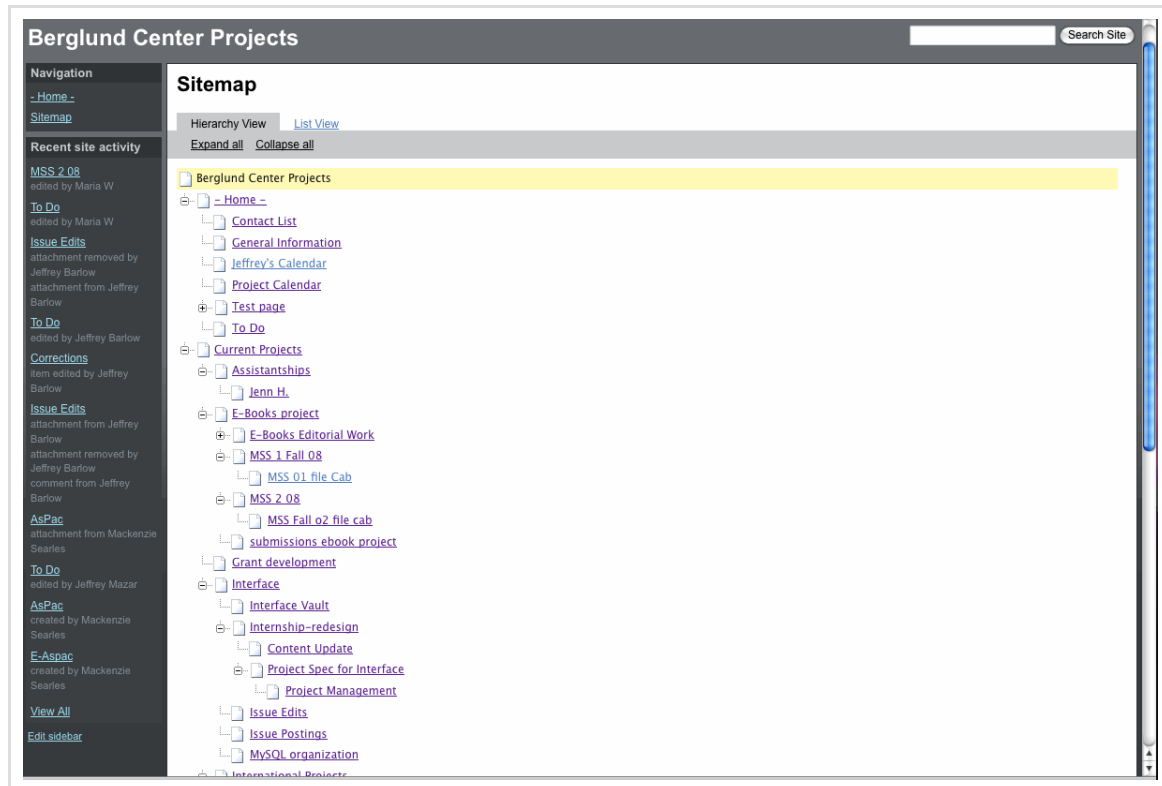 Berglund Center Projects
Search Site
Navigation
- Home -
Sitemap
Recent site activity
MSS 2 08
edited by Maria W
To Do
edited by Maria W
Issue Edits
attachment removed by
Jeffrey Barlow
attachment from Jeffrey
Barlow
To Do
edited by Jeffrey Barlow
Corrections
item edited by Jeffrey
Barlow
Issue Edits
attachment from Jeffrey
Barlow
attachment removed by
Jeffrey Barlow
comment from Jeffrey
Barlow
AsPac
attachment from Mackenzie
Searles
To Do
edited by Jeffrey Mazar
AsPac
created by Mackenzie
Searles
E-Aspac
created by Mackenzie
Searles
View All
Edit sidebar
Sitemap
Hierarchy View List View
Expand all Collapse all
Berglund Center Projects
– Home –
Contact List
General Information
Jeffrey's Calendar
Project Calendar
Test page
To Do
Current Projects
Assistantships
Jenn H.
E-Books project
E-Books Editorial Work
MSS 1 Fall 08
MSS 01 file Cab
MSS 2 08
MSS Fall o2 file cab
submissions ebook project
Grant development
Interface
Interface Vault
Internship-redesign
Content Update
Project Spec for Interface
Project Management
Issue Edits
Issue Postings
MySQL organization
International Projects